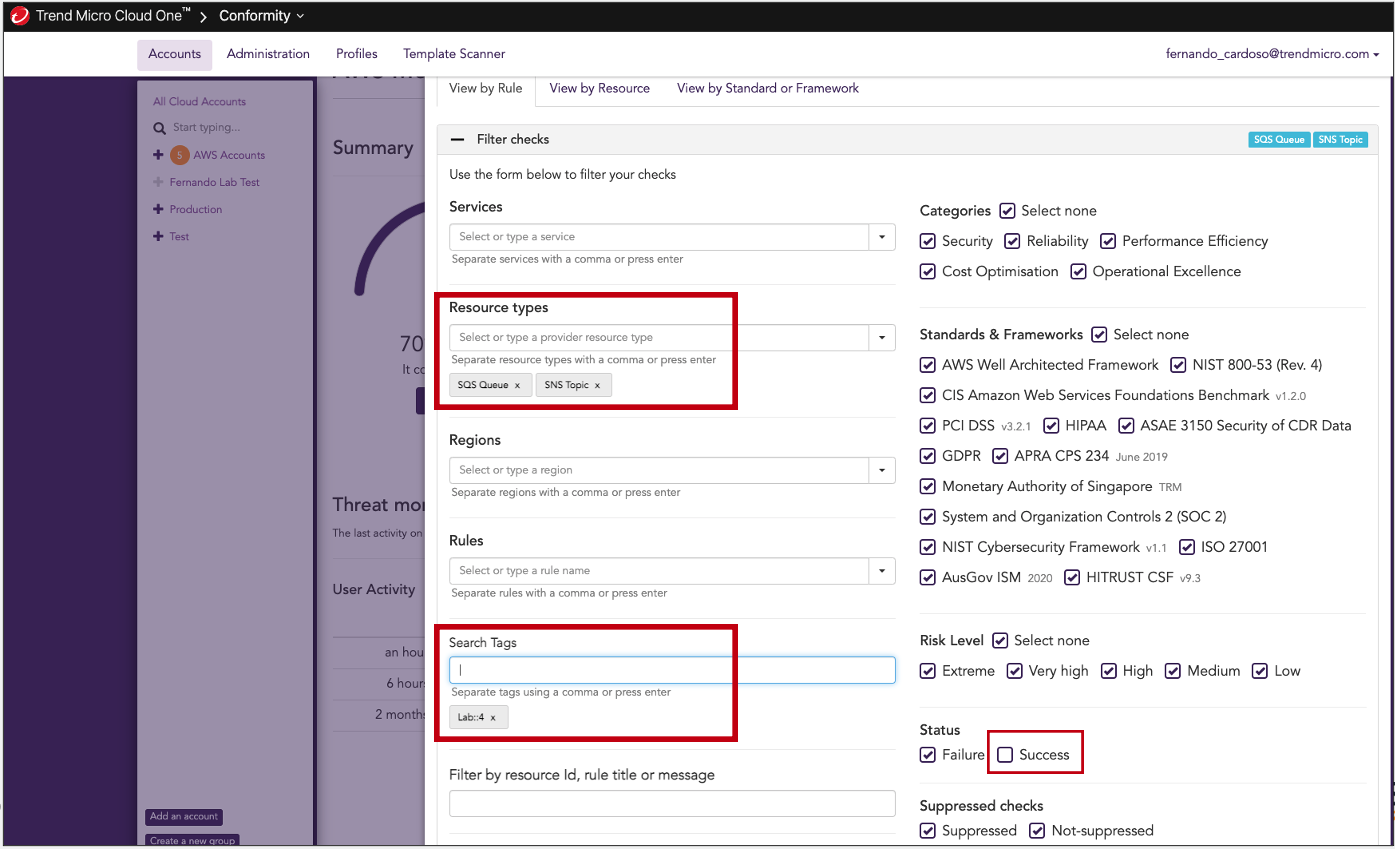 Trend Micro Cloud One™ Conformity
Accounts Administration Profiles Template Scanner fernando_cardoso@trendmicro.com
All Cloud Accounts
Start typing...
5 AWS Accounts
Fernando Lab Test
Production
Test
Add an account
Create a new group
Summary
70
It co
Threat mo
The last activity on
User Activity
an hou
6 hour
2 months
View by Rule View by Resource View by Standard or Framework
Filter checks SQS Queue SNS Topic
Use the form below to filter your checks
Services
Select or type a service
Separate services with a comma or press enter
Resource types
Select or type a provider resource type
Separate resource types with a comma or press enter
SQS Queue x SNS Topic x
Regions
Select or type a region
Separate regions with a comma or press enter
Rules
Select or type a rule name
Separate rules with a comma or press enter
Search Tags
Separate tags using a comma or press enter
Lab::4 x
Filter by resource Id, rule title or message
Categories Select none
Security Reliability Performance Efficiency
Cost Optimisation Operational Excellence
Standards & Frameworks Select none
AWS Well Architected Framework NIST 800-53 (Rev. 4)
CIS Amazon Web Services Foundations Benchmark v1.2.0
PCI DSS v3.2.1 HIPAA ASAE 3150 Security of CDR Data
GDPR APRA CPS 234 June 2019
Monetary Authority of Singapore TRM
System and Organization Controls 2 (SOC 2)
NIST Cybersecurity Framework v1.1 ISO 27001
AusGov ISM 2020 HITRUST CSF v9.3
Risk Level Select none
Extreme Very high High Medium Low
Status
Failure Success
Suppressed checks
Suppressed Not-suppressed